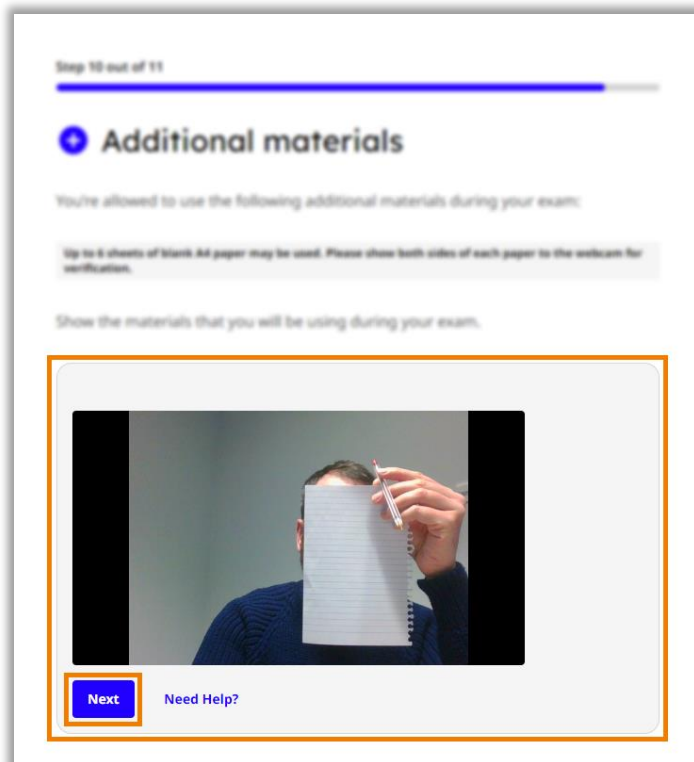 Step 10 out of 11
Additional materials
You're allowed to use the following additional materials during your exam:
Up to 6 sheets of blank A4 paper may be used. Please show both sides of each paper to the webcam for
verification.
Show the materials that you will be using during your exam.
Next
Need Help?